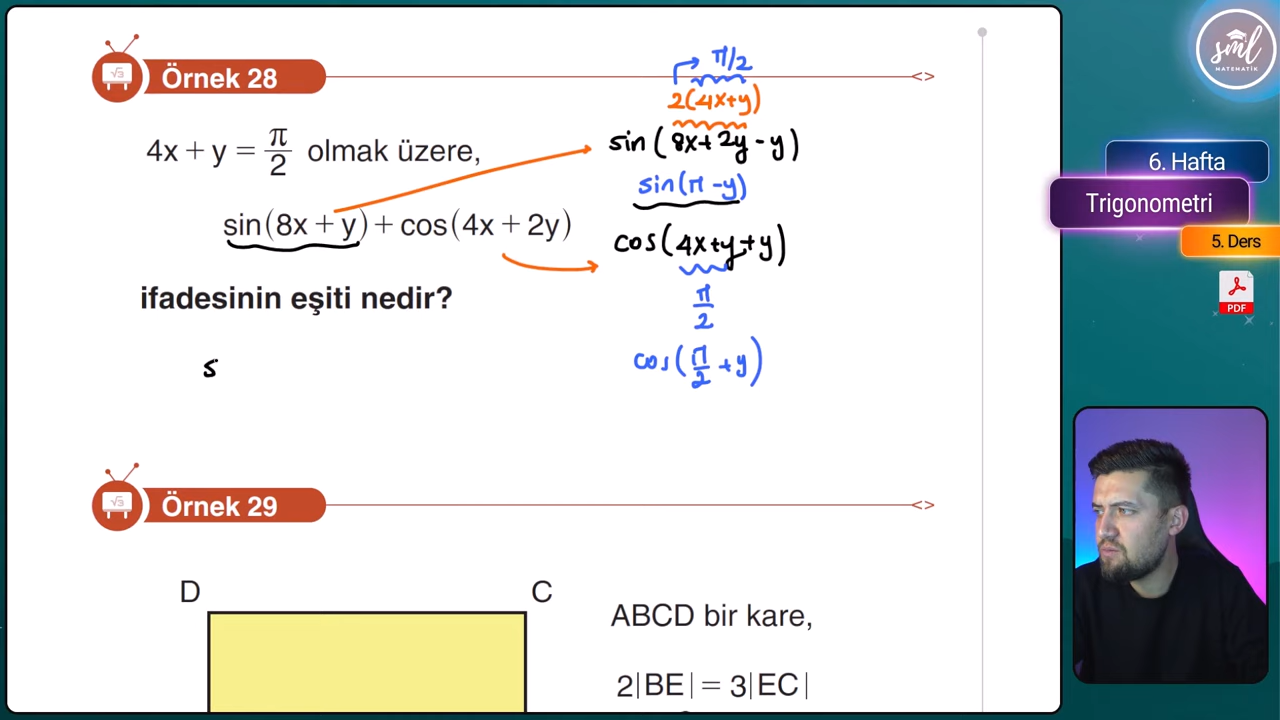 Örnek 28
4x + y = π/2 olmak üzere,
sin(8x + y) + cos(4x + 2y)
ifadesinin eşiti nedir?
s
π/2
2(4x+y)
sin(8x+2y-y)
sin(π-y)
cos(4x+y+y)
π/2
cos(π/2+y)
Örnek 29
D
C
ABCD bir kare,
2|BE| = 3|EC|
sml
MATEMATİK
6. Hafta
Trigonometri
5. Ders
PDF
√3
√3
<>
<>